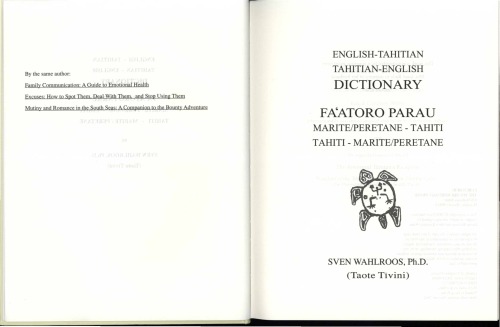 By the same author:
Family Communication: A Guide to Emotional Health
Excuses: How to Spot Them, Deal With Them, and Stop Using Them
Mutiny and Romance in the South Seas: A Companion to the Bounty Adventure
ENGLISH-TAHITIAN
TAHITIAN-ENGLISH
DICTIONARY
FA‘ATORO PARAU
MARITE/PERETANE - TAHITI
TAHITI - MARITE/PERETANE
SVEN WAHLROOS, Ph.D.
(Taote Tīvini)